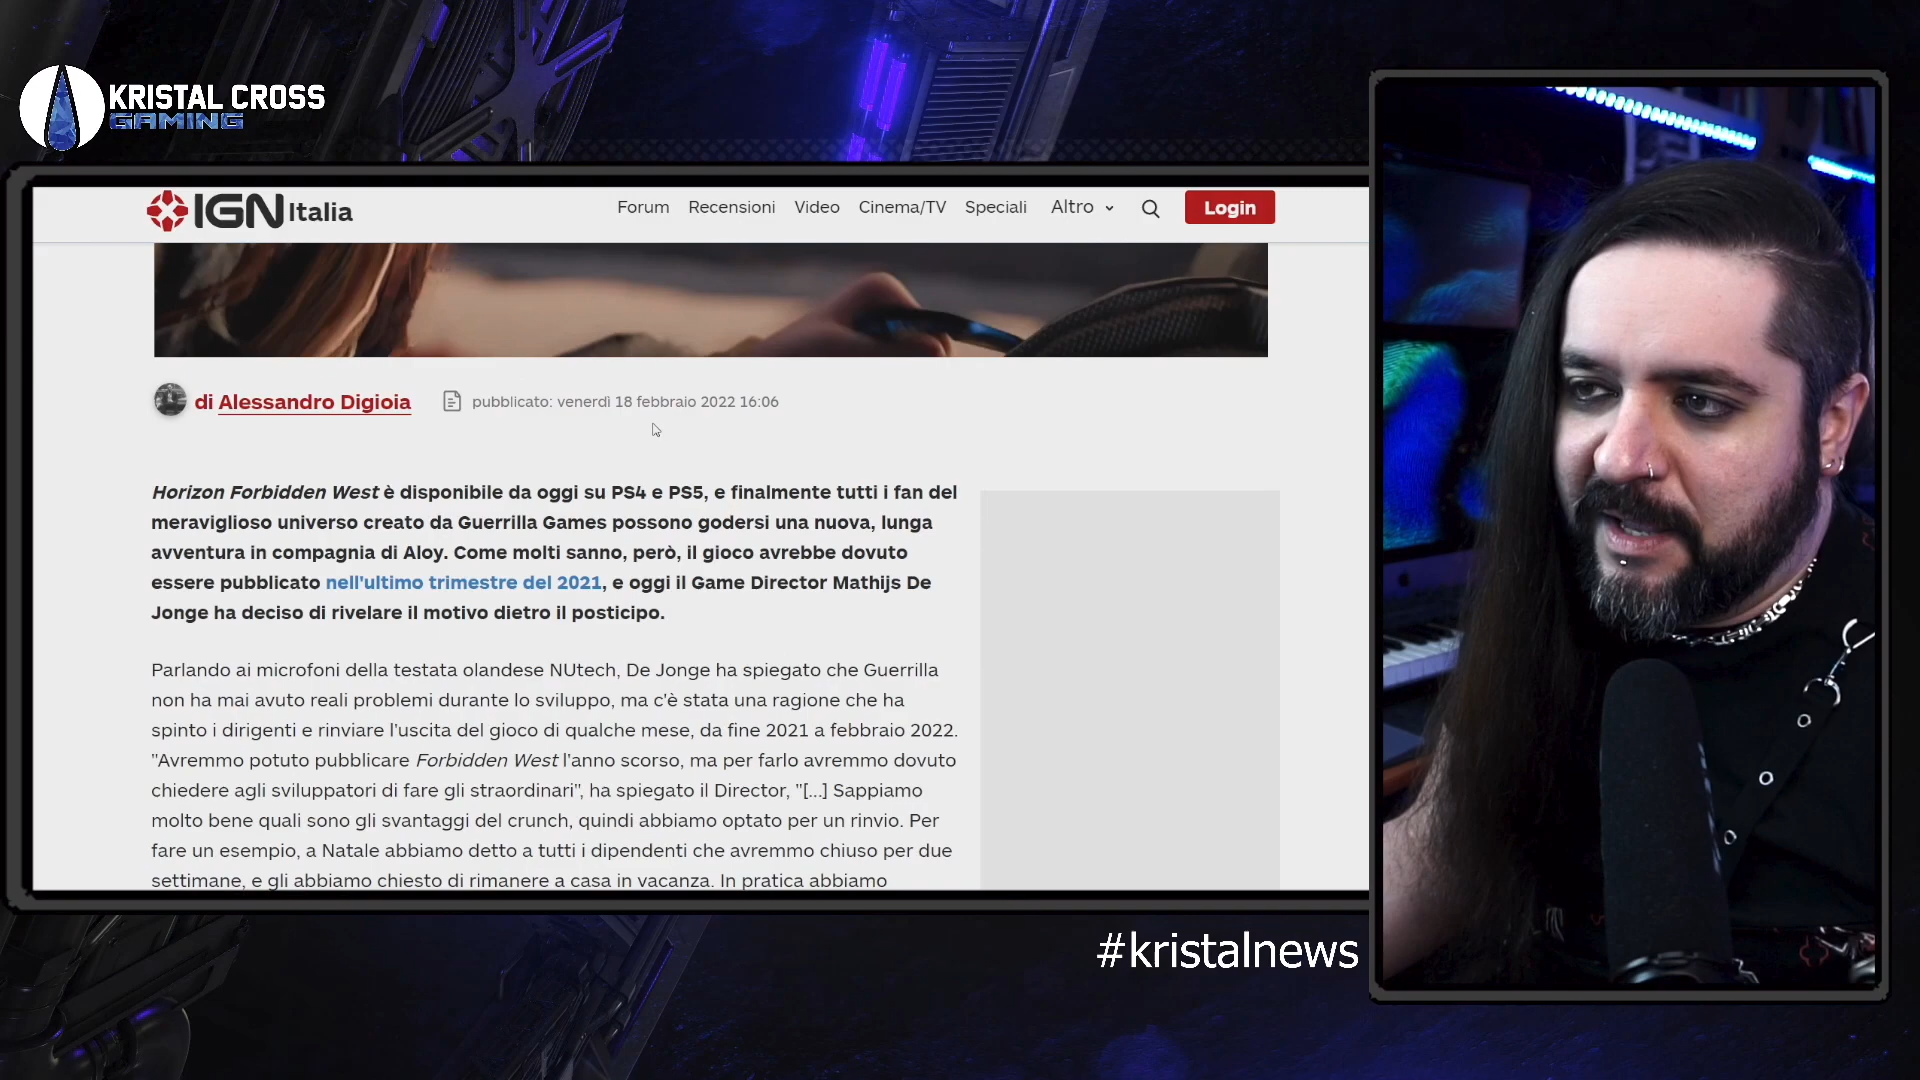 KRISTAL CROSS
GAMING
IGN Italia
Forum Recensioni Video Cinema/TV Speciali Altro Login
di Alessandro Digioia pubblicato: venerdì 18 febbraio 2022 16:06
Horizon Forbidden West è disponibile da oggi su PS4 e PS5, e finalmente tutti i fan del
meraviglioso universo creato da Guerrilla Games possono godersi una nuova, lunga
avventura in compagnia di Aloy. Come molti sanno, però, il gioco avrebbe dovuto
essere pubblicato nell'ultimo trimestre del 2021, e oggi il Game Director Mathijs De
Jonge ha deciso di rivelare il motivo dietro il posticipo.
Parlando ai microfoni della testata olandese NUtech, De Jonge ha spiegato che Guerrilla
non ha mai avuto reali problemi durante lo sviluppo, ma c'è stata una ragione che ha
spinto i dirigenti e rinviare l'uscita del gioco di qualche mese, da fine 2021 a febbraio 2022.
"Avremmo potuto pubblicare Forbidden West l'anno scorso, ma per farlo avremmo dovuto
chiedere agli sviluppatori di fare gli straordinari", ha spiegato il Director, "[...] Sappiamo
molto bene quali sono gli svantaggi del crunch, quindi abbiamo optato per un rinvio. Per
fare un esempio, a Natale abbiamo detto a tutti i dipendenti che avremmo chiuso per due
settimane, e gli abbiamo chiesto di rimanere a casa in vacanza. In pratica abbiamo
#kristalnews